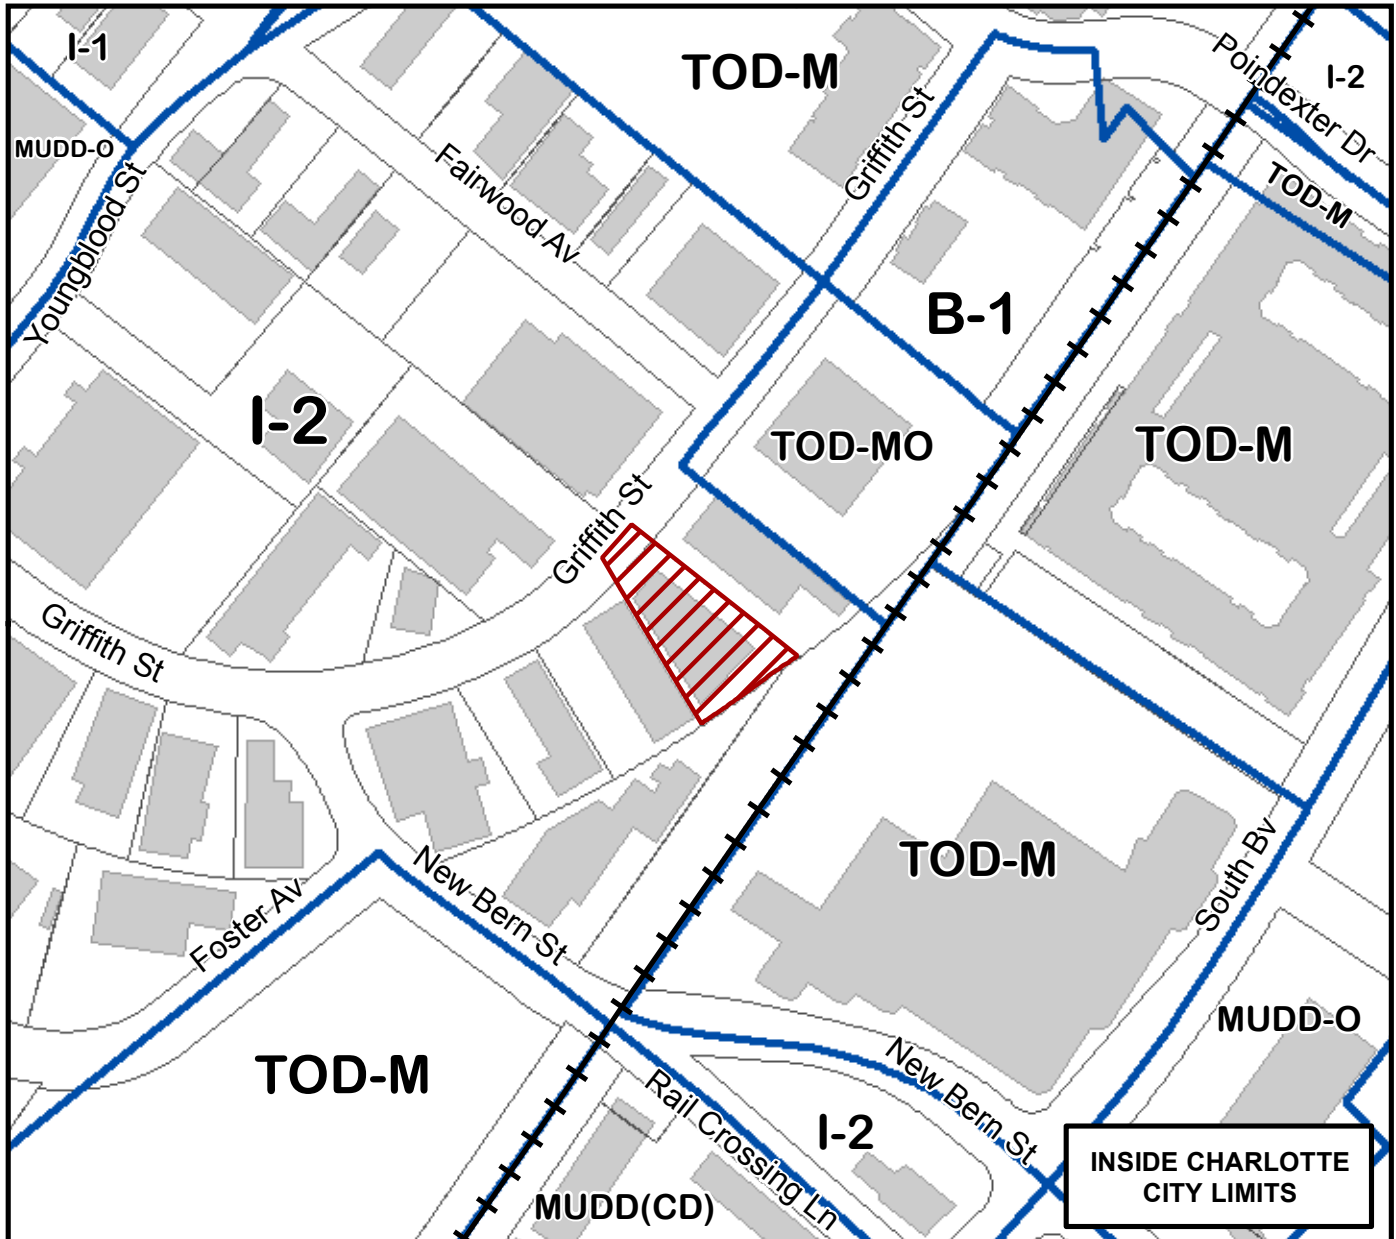 I-1
TOD-M
Poindexter Dr
I-2
Griffith St
MUDD-O
Fairwood Av
TOD-M
Youngblood St
B-1
I-2
TOD-MO
TOD-M
Griffith St
Griffith St
TOD-M
South Bv
New Bern St
Foster Av
MUDD-O
TOD-M
New Bern St
Rail Crossing Ln
I-2
INSIDE CHARLOTTE
CITY LIMITS
MUDD(CD)